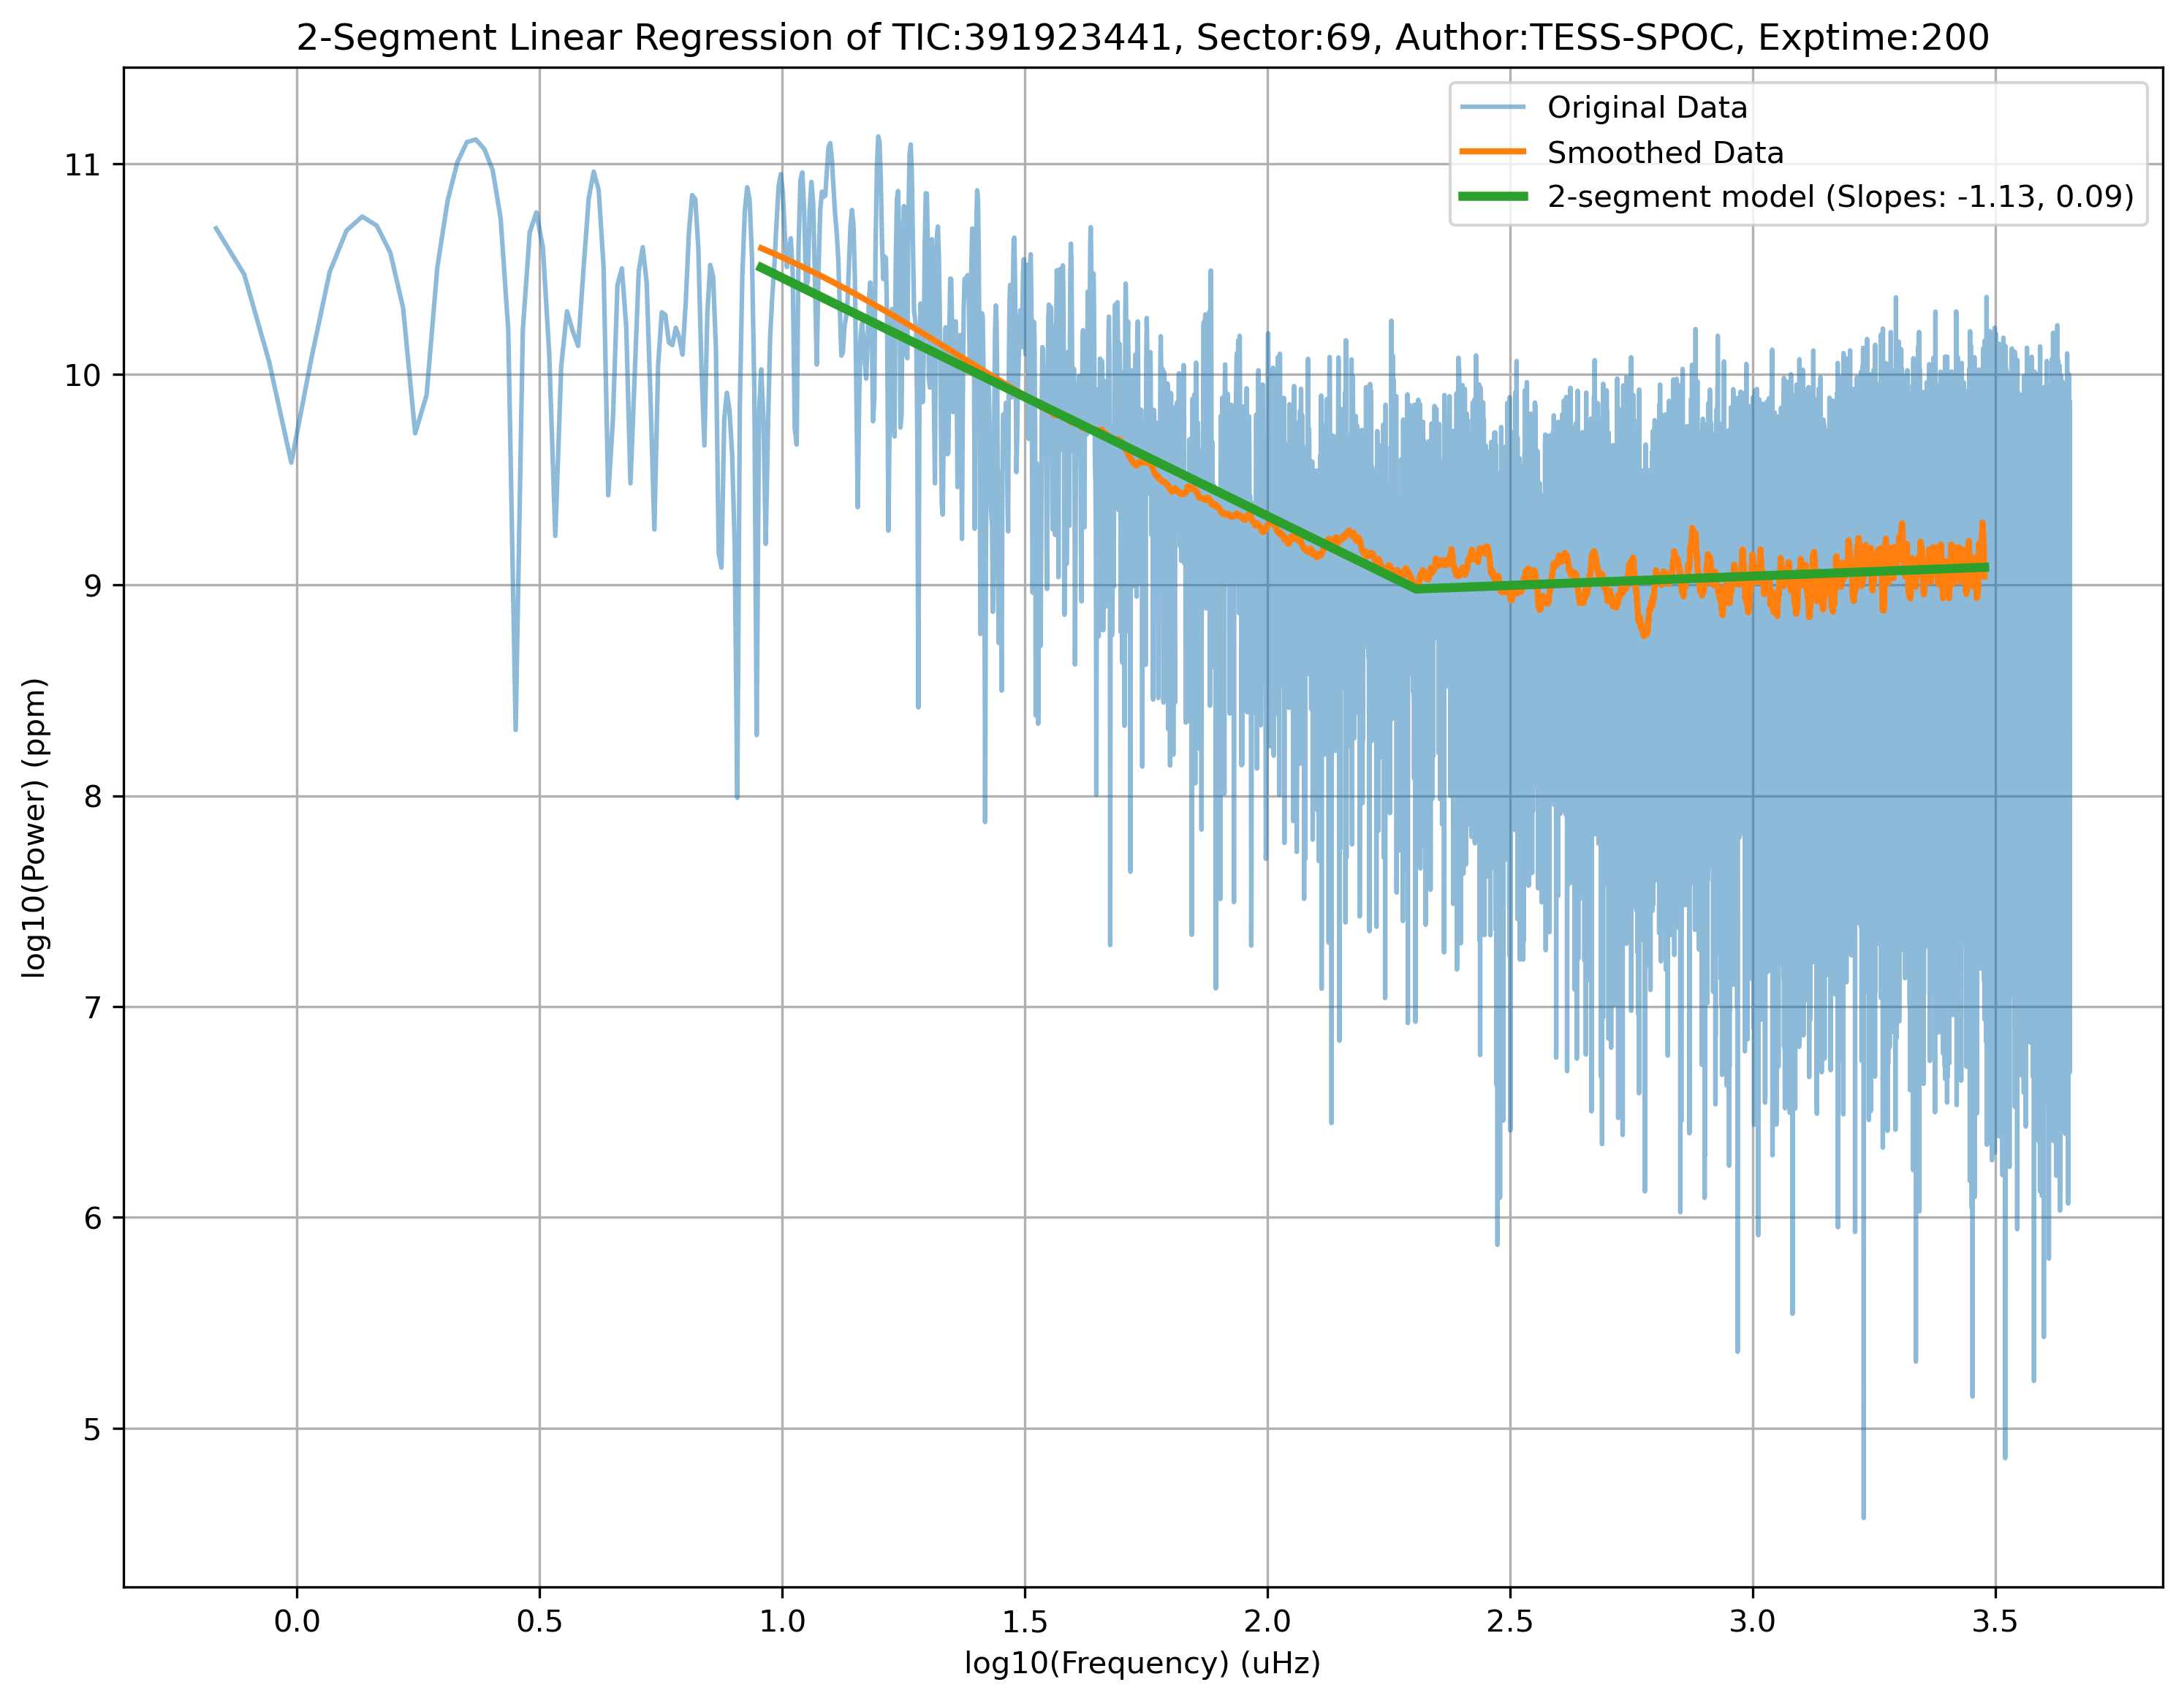 2-Segment Linear Regression of TIC:391923441, Sector:69, Author:TESS-SPOC, Exptime:200
Original Data
Smoothed Data
2-segment model (Slopes: -1.13, 0.09)
log10(Power) (ppm)
11
10
9
8
7
6
5
0.0 0.5 1.0 1.5 2.0 2.5 3.0 3.5
log10(Frequency) (uHz)